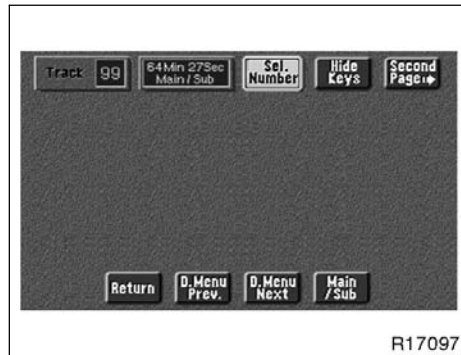 Track 99
64Min 27Sec
Main / Sub
Sel.
Number
Hide
Keys
Second
Page
Return
D.Menu
Prev.
D.Menu
Next
Main
/Sub
R17097